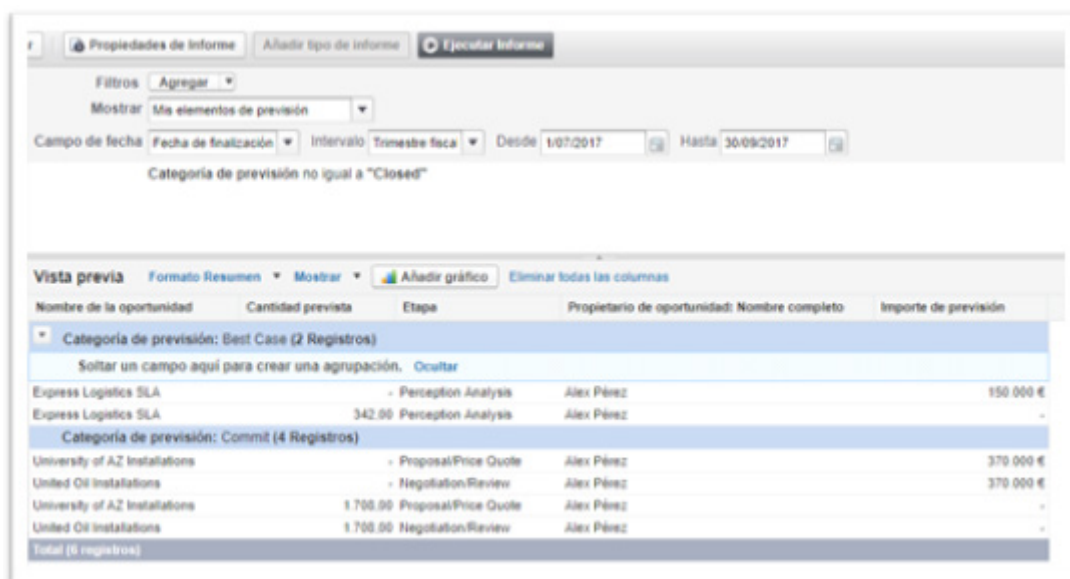 r Propiedades de Informe Añadir tipo de informe Ejecutar Informe
Filtros Agregar
Mostrar Mis elementos de previsión
Campo de fecha Fecha de finalización Intervalo Trimestre fisca Desde 1/07/2017 Hasta 30/09/2017
Categoría de previsión no igual a "Closed"
Vista previa Formato Resumen Mostrar Añadir gráfico Eliminar todas las columnas
Nombre de la oportunidad Cantidad prevista Etapa Propietario de oportunidad: Nombre completo Importe de previsión
Categoría de previsión: Best Case (2 Registros)
Soltar un campo aquí para crear una agrupación. Ocultar
Express Logistics SLA - Perception Analysis Alex Pérez 150.000 €
Express Logistics SLA 342,00 Perception Analysis Alex Pérez -
Categoría de previsión: Commit (4 Registros)
University of AZ Installations - Proposal/Price Quote Alex Pérez 370.000 €
United Oil Installations - Negotiation/Review Alex Pérez 370.000 €
University of AZ Installations 1.708,00 Proposal/Price Quote Alex Pérez -
United Oil Installations 1.708,00 Negotiation/Review Alex Pérez -
Total (6 registros)